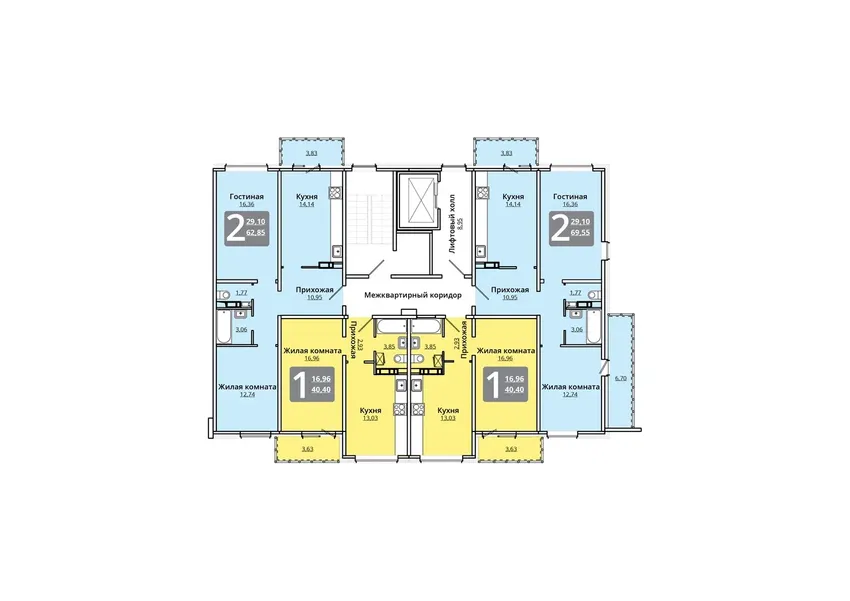 3.83
3.83
Гостиная
16.36
Кухня
14.14
2
29.10
62.85
Лифтовый холл
8.95
Кухня
14.14
Гостиная
16.36
2
29.10
69.55
1.77
Прихожая
10.95
Межквартирный коридор
Прихожая
10.95
1.77
3.06
3.06
Прихожая
2.93
3.85
3.85
Прихожая
2.93
Жилая комната
16.96
Жилая комната
16.96
1
16.96
40.40
1
16.96
40.40
Жилая комната
12.74
Жилая комната
12.74
6.70
Кухня
13.03
Кухня
13.03
3.63
3.63